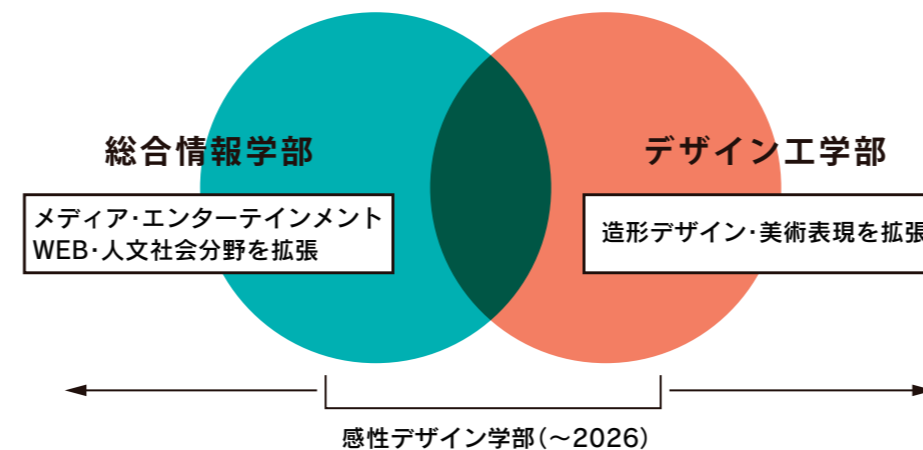 総合情報学部
メディア・エンターテインメント
WEB・人文社会分野を拡張
デザイン工学部
造形デザイン・美術表現を拡張
感性デザイン学部(〜2026)